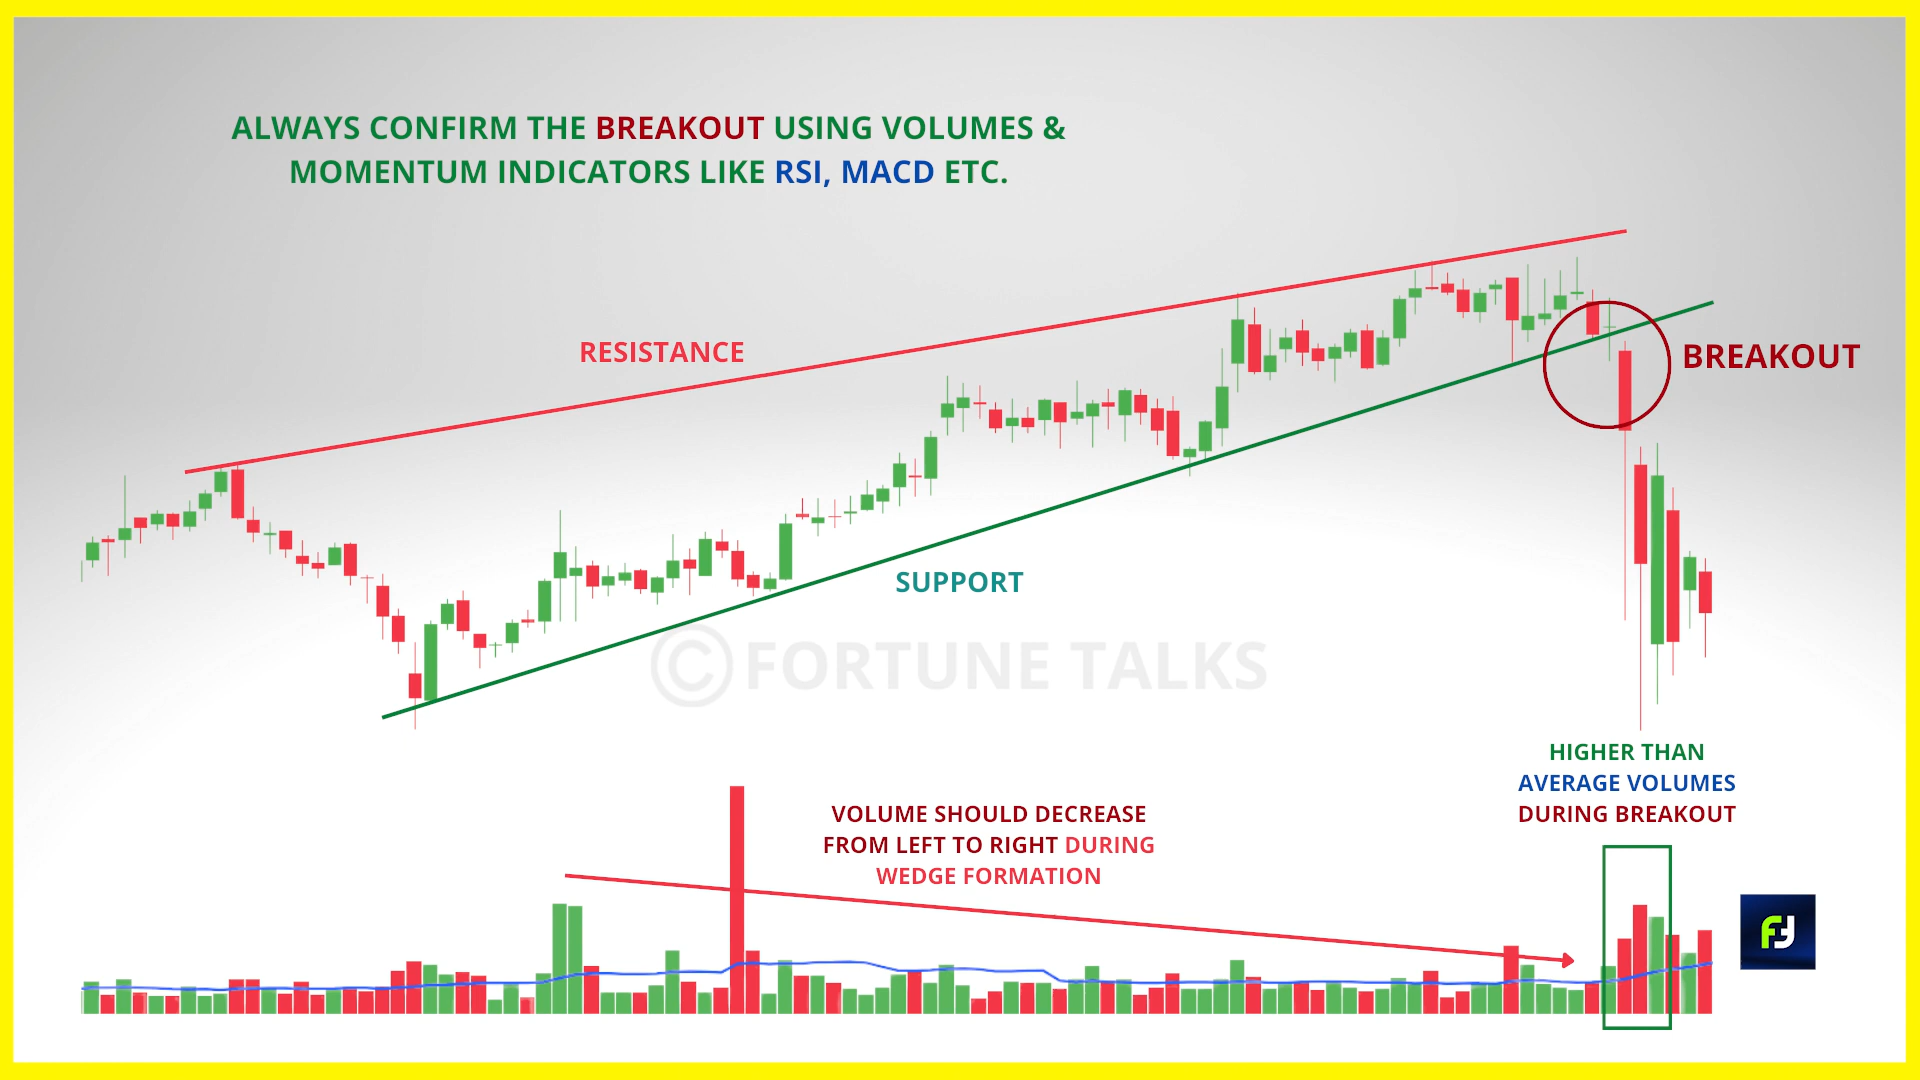 ALWAYS CONFIRM THE BREAKOUT USING VOLUMES &
MOMENTUM INDICATORS LIKE RSI, MACD ETC.
RESISTANCE
BREAKOUT
SUPPORT
© FORTUNE TALKS
HIGHER THAN
AVERAGE VOLUMES
DURING BREAKOUT
VOLUME SHOULD DECREASE
FROM LEFT TO RIGHT DURING
WEDGE FORMATION